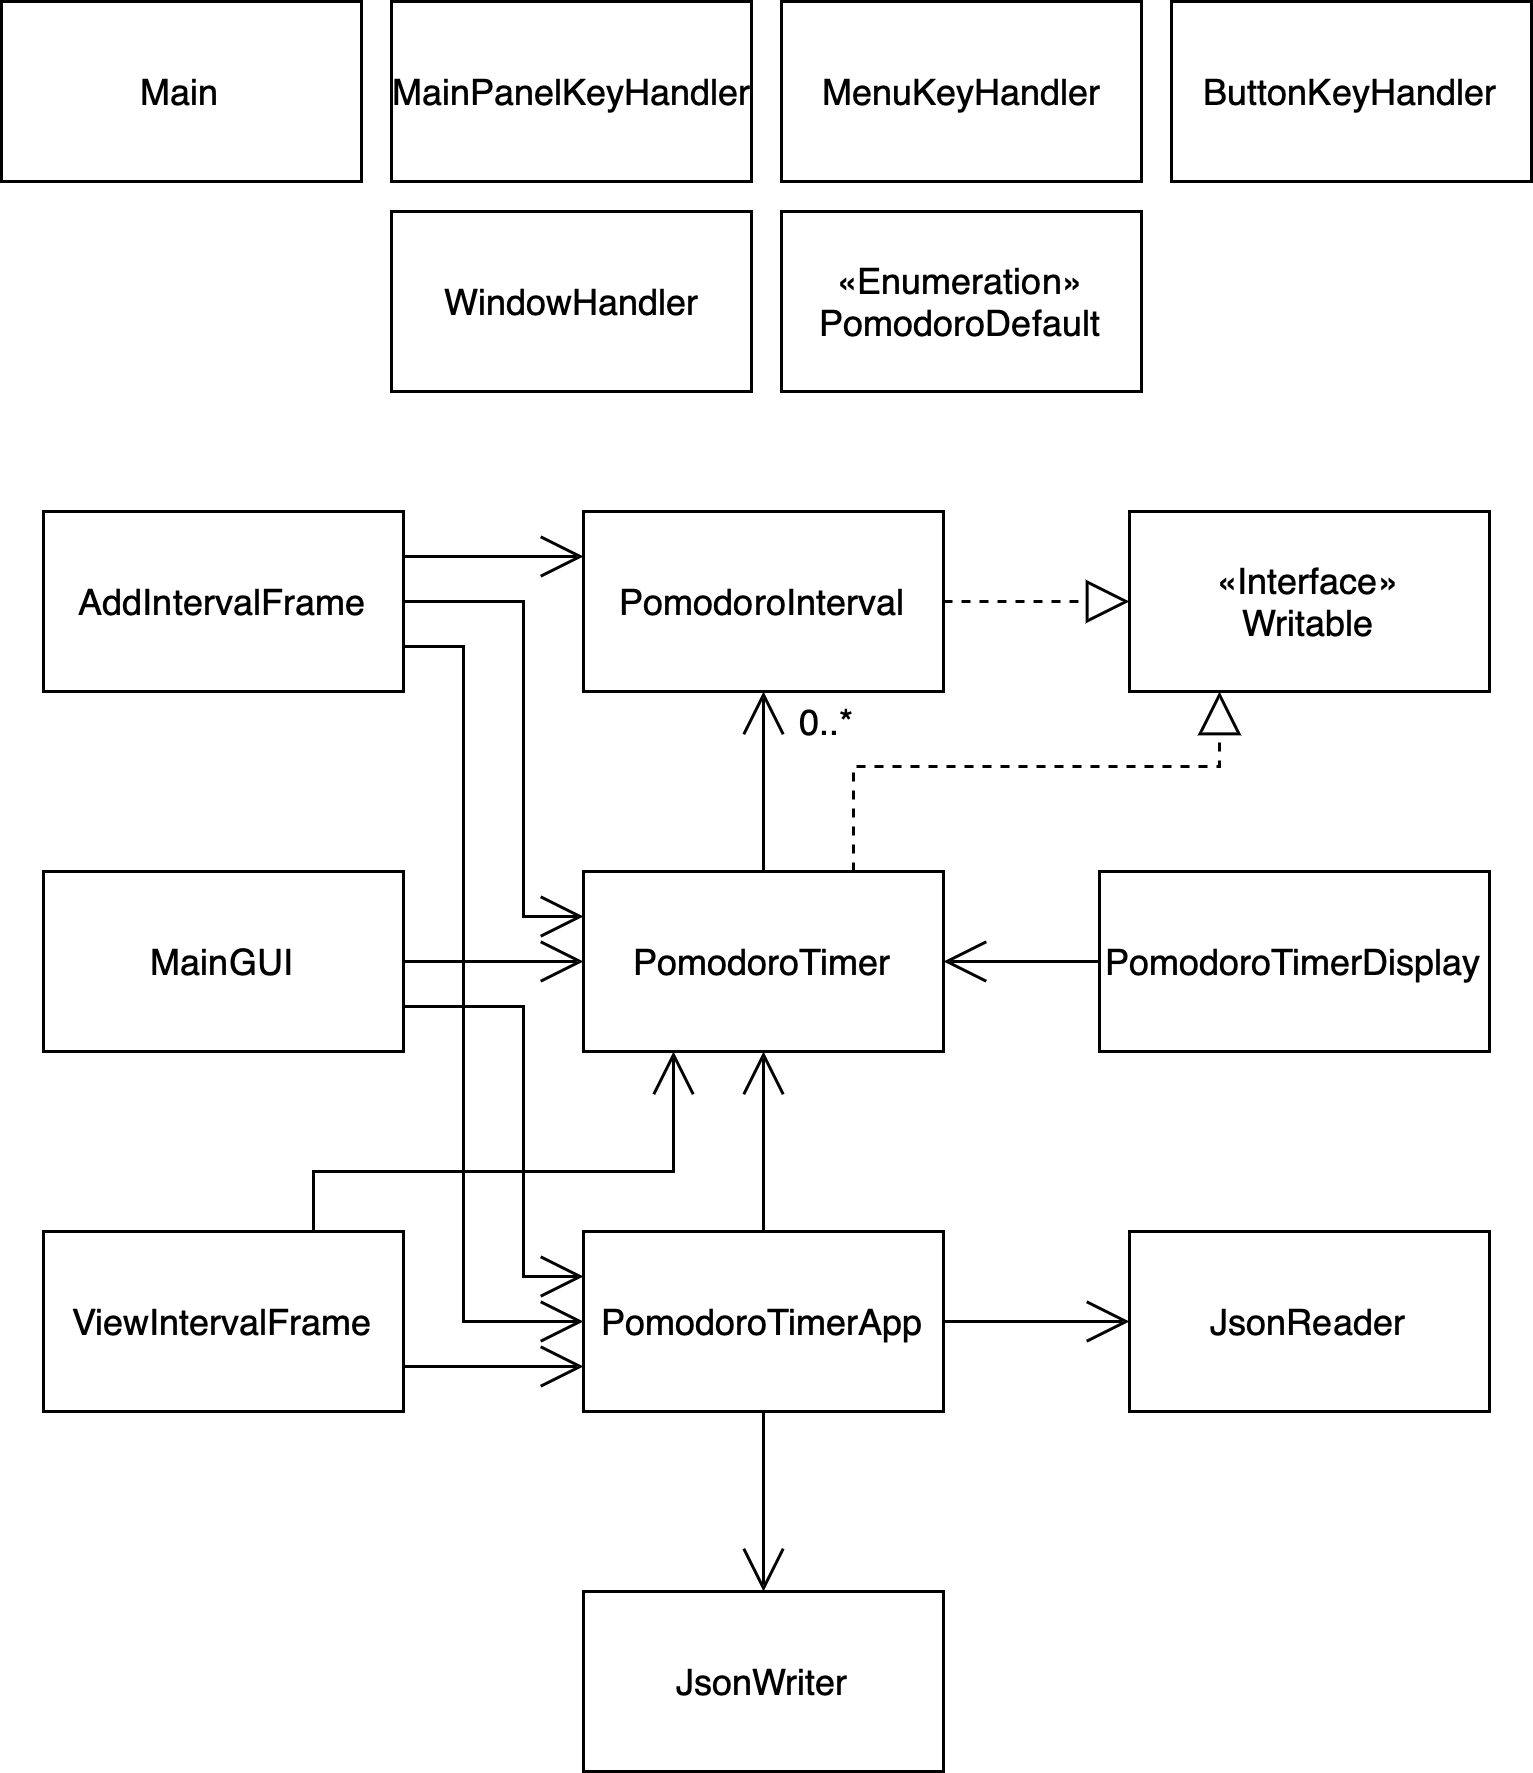 Main
MainPanelKeyHandler
MenuKeyHandler
ButtonKeyHandler
WindowHandler
«Enumeration»
PomodoroDefault
AddIntervalFrame
PomodoroInterval
«Interface»
Writable
0..*
MainGUI
PomodoroTimer
PomodoroTimerDisplay
ViewIntervalFrame
PomodoroTimerApp
JsonReader
JsonWriter